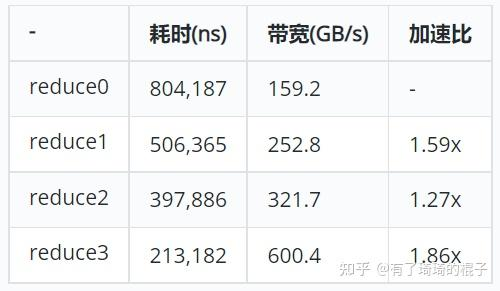 - 耗时(ns) 带宽(GB/s) 加速比
reduce0 804,187 159.2 -
reduce1 506,365 252.8 1.59x
reduce2 397,886 321.7 1.27x
reduce3 213,182 600.4 1.86x
知乎 @有了琦琦的棍子